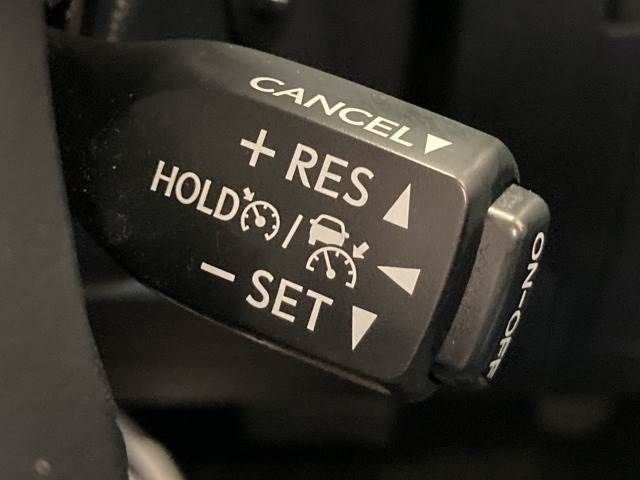 CANCEL▼
+ RES ▲
HOLD / ◀
− SET ▼
ON-OFF